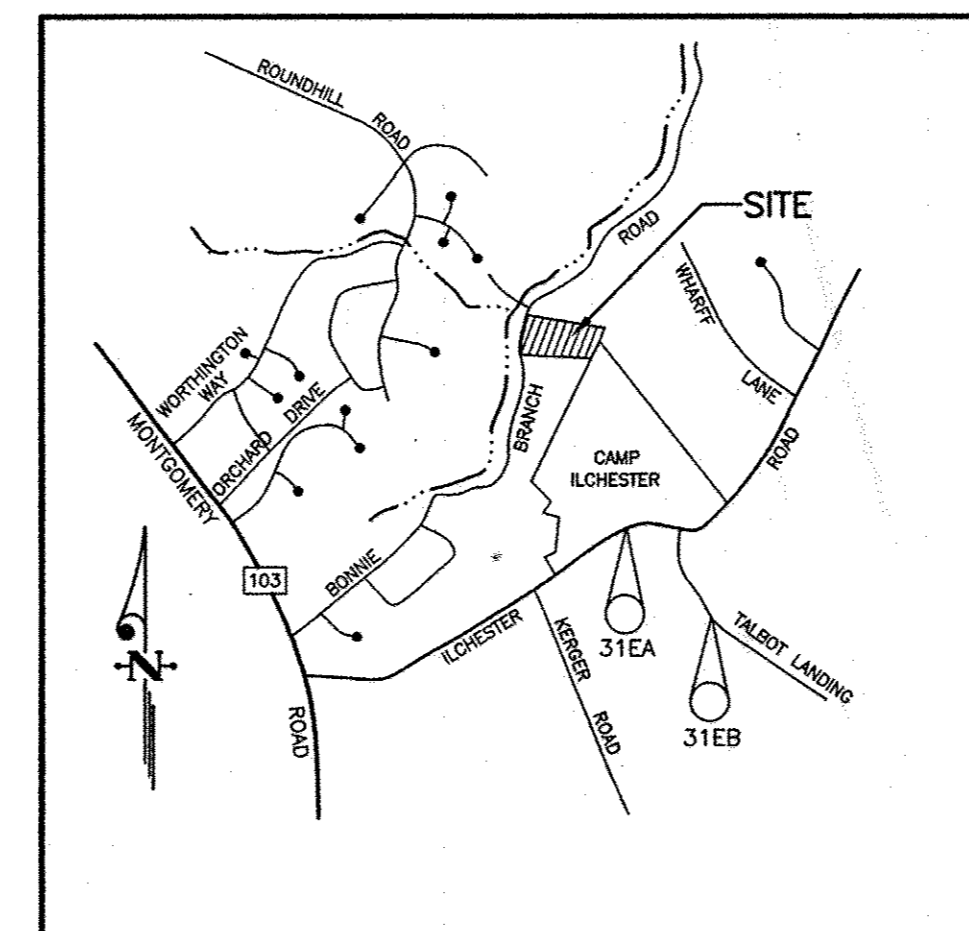 ROUNDHILL
ROAD
SITE
ROAD
WHARFF
LANE
WORTHINGTON
WAY
ORCHARD DRIVE
MONTGOMERY
BRANCH
ROAD
CAMP
ILCHESTER
103
BONNIE
ILCHESTER
KERGER
ROAD
31EA
TALBOT LANDING
31EB
N
ROAD